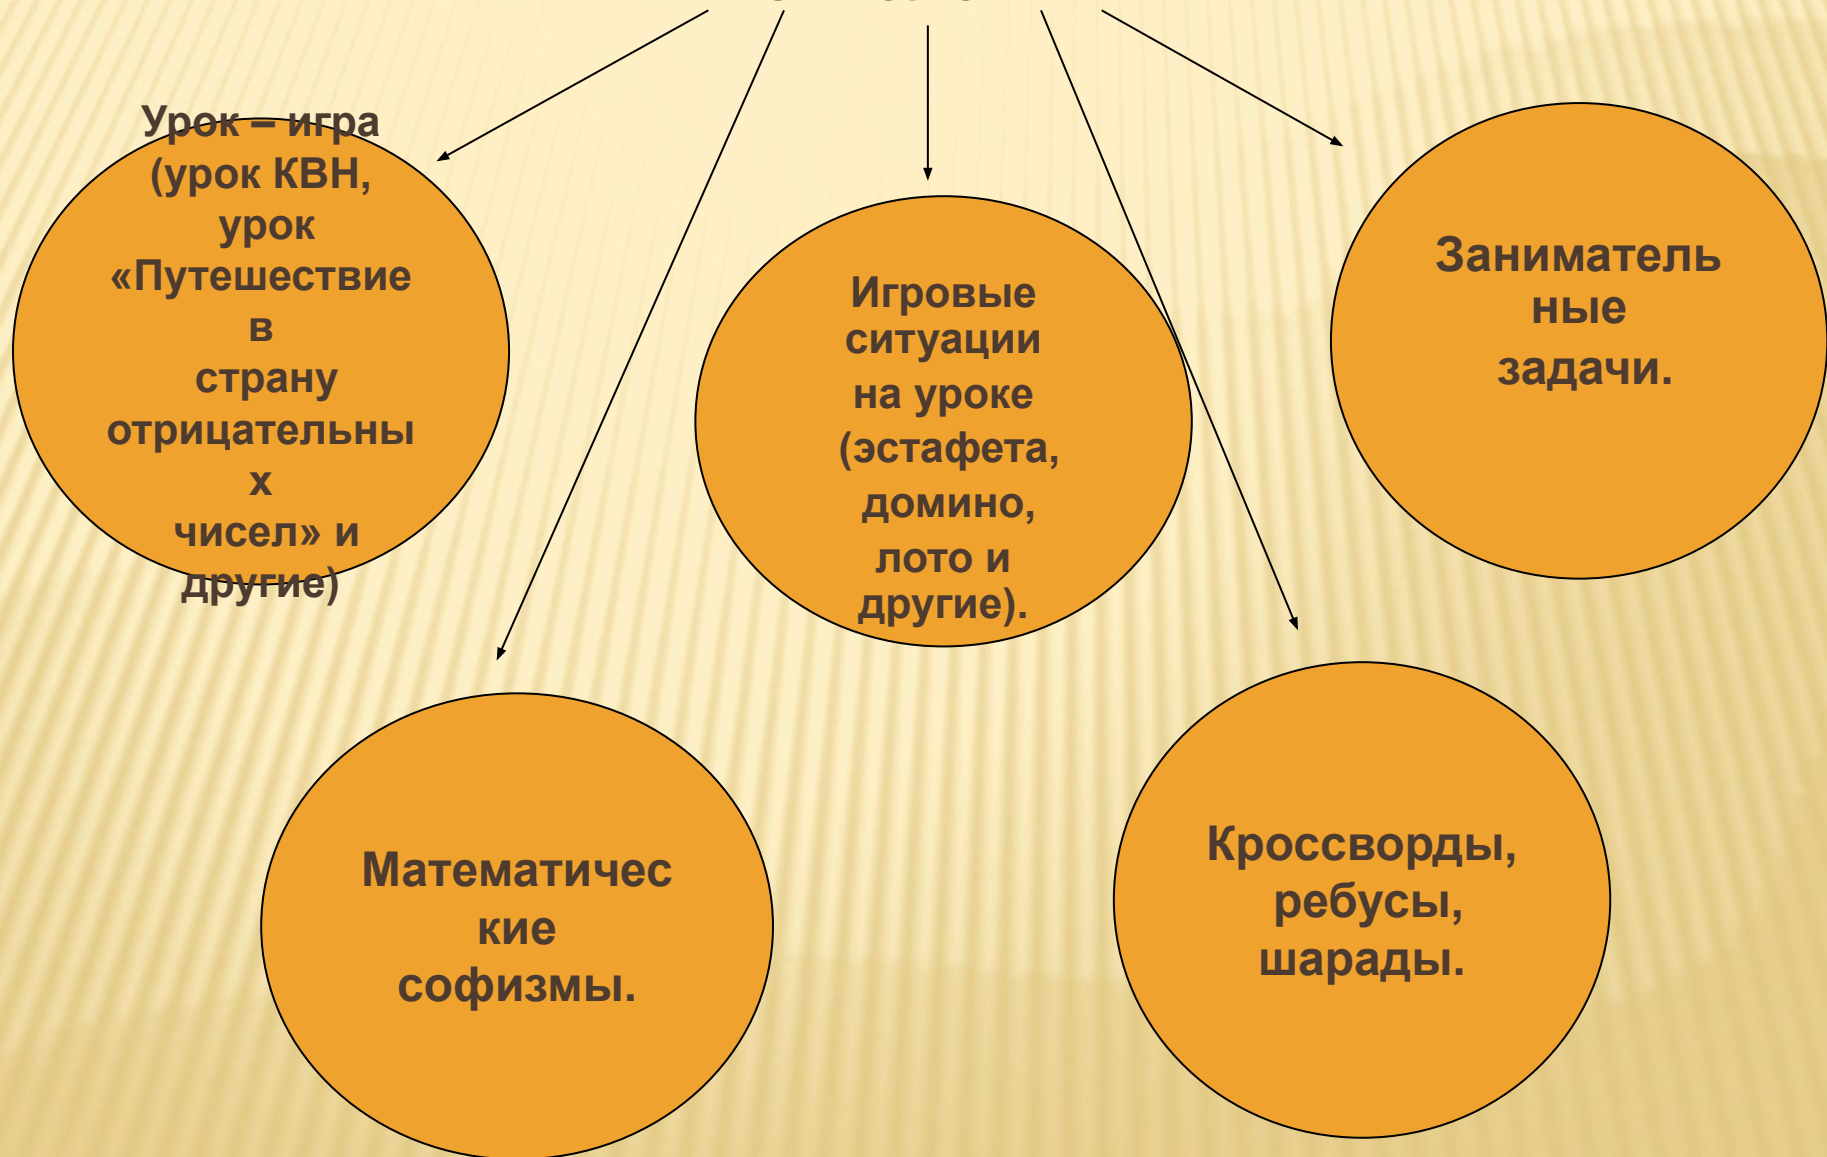 Урок – игра
(урок КВН,
урок
«Путешествие
в
страну
отрицательны
х
чисел» и
другие)
Игровые
ситуации
на уроке
(эстафета,
домино,
лото и
другие).
Заниматель
ные
задачи.
Математичес
кие
софизмы.
Кроссворды,
ребусы,
шарады.